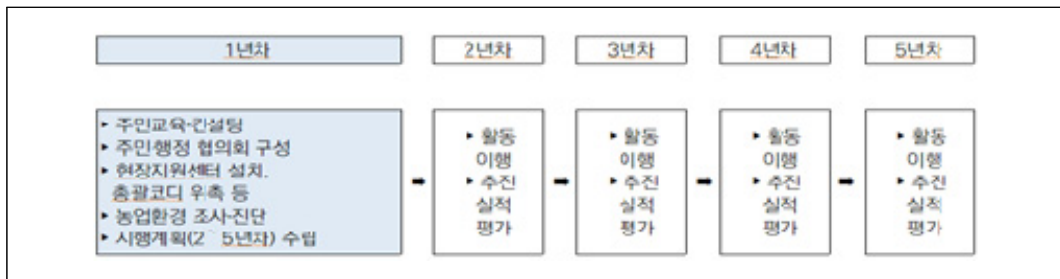 1년차
2년차
3년차
4년차
5년차
▸ 주민교육·컨설팅
▸ 주민·행정 협의회 구성
▸ 현장지원센터 설치,
총괄코디 위촉 등
▸ 농업환경 조사·진단
▸ 시행계획(2~5년차) 수립
➡
▸ 활동
이행
▸ 추진
실적
평가
➡
▸ 활동
이행
▸ 추진
실적
평가
➡
▸ 활동
이행
▸ 추진
실적
평가
➡
▸ 활동
이행
▸ 추진
실적
평가